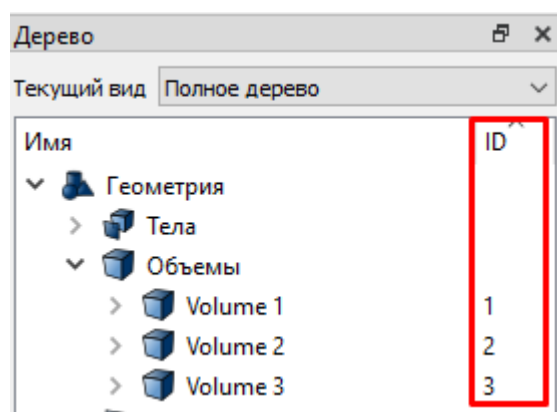 Дерево
Текущий вид Полное дерево
Имя ID
Геометрия
Тела
Объемы
Volume 1 1
Volume 2 2
Volume 3 3